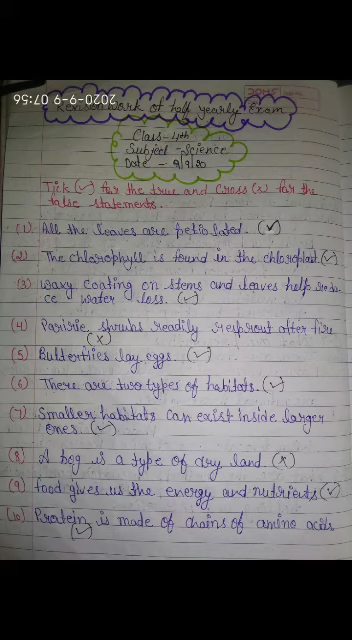 2020-9-9 07:56
Revision work of half yearly Exam
Class-4th
Subject -Science
Date - 9/9/20
Tick (✓) for the true and Cross (x) for the
false statements.
(1) All the leaves are petiolated. (✓)
(2) The chlorophyll is found in the chloroplast. (✓)
(3) Waxy coating on stems and leaves help redu-
ce water loss. (✓)
(4) Paririe shrubs readily resprout after fire
(x)
(5) Butterflies lay eggs. (✓)
(6) There are two types of habitats. (✓)
(7) Smaller habitats can exist inside larger
ones. (✓)
(8) A bog is a type of dry land. (x)
(9) food gives us the energy and nutrients (✓)
(10) Protein is made of chains of amino acids
(✓)